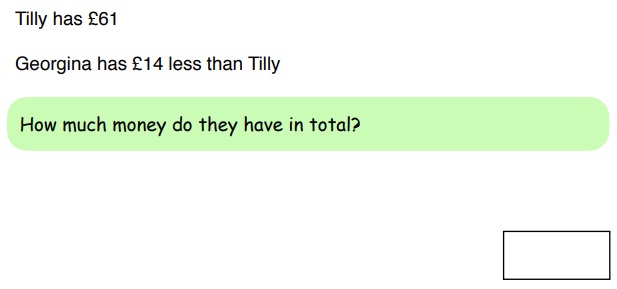 Tilly has £61
Georgina has £14 less than Tilly
How much money do they have in total?